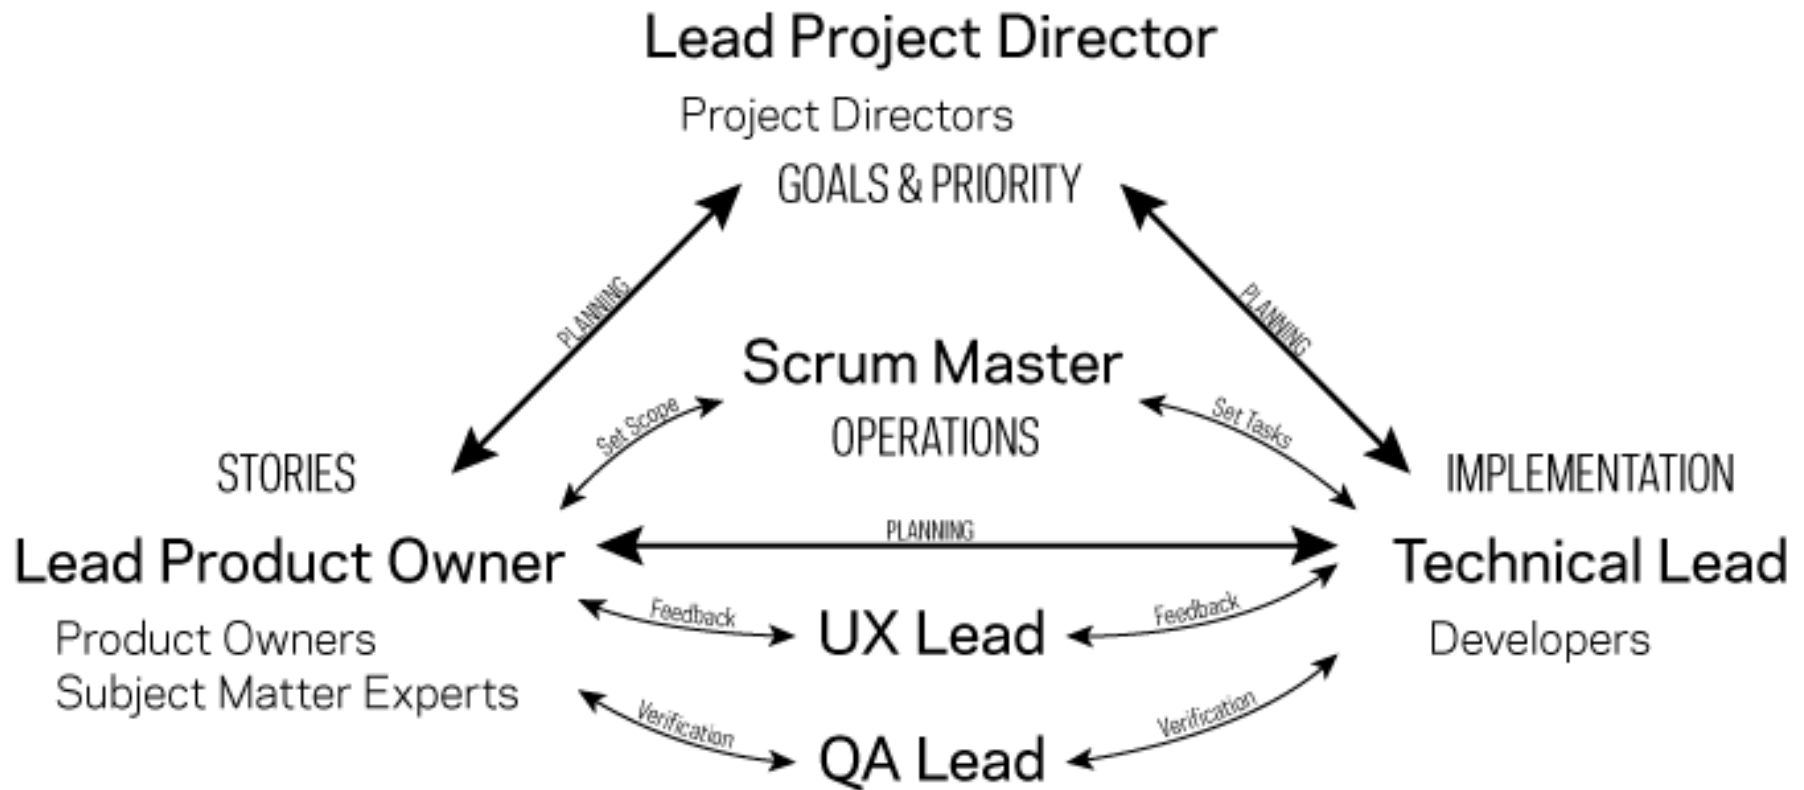 Lead Project Director
Project Directors
GOALS & PRIORITY
PLANNING
PLANNING
Scrum Master
OPERATIONS
Set Scope
Set Tasks
STORIES
IMPLEMENTATION
PLANNING
Lead Product Owner
Technical Lead
Product Owners
Subject Matter Experts
Feedback
UX Lead
Feedback
Developers
Verification
QA Lead
Verification